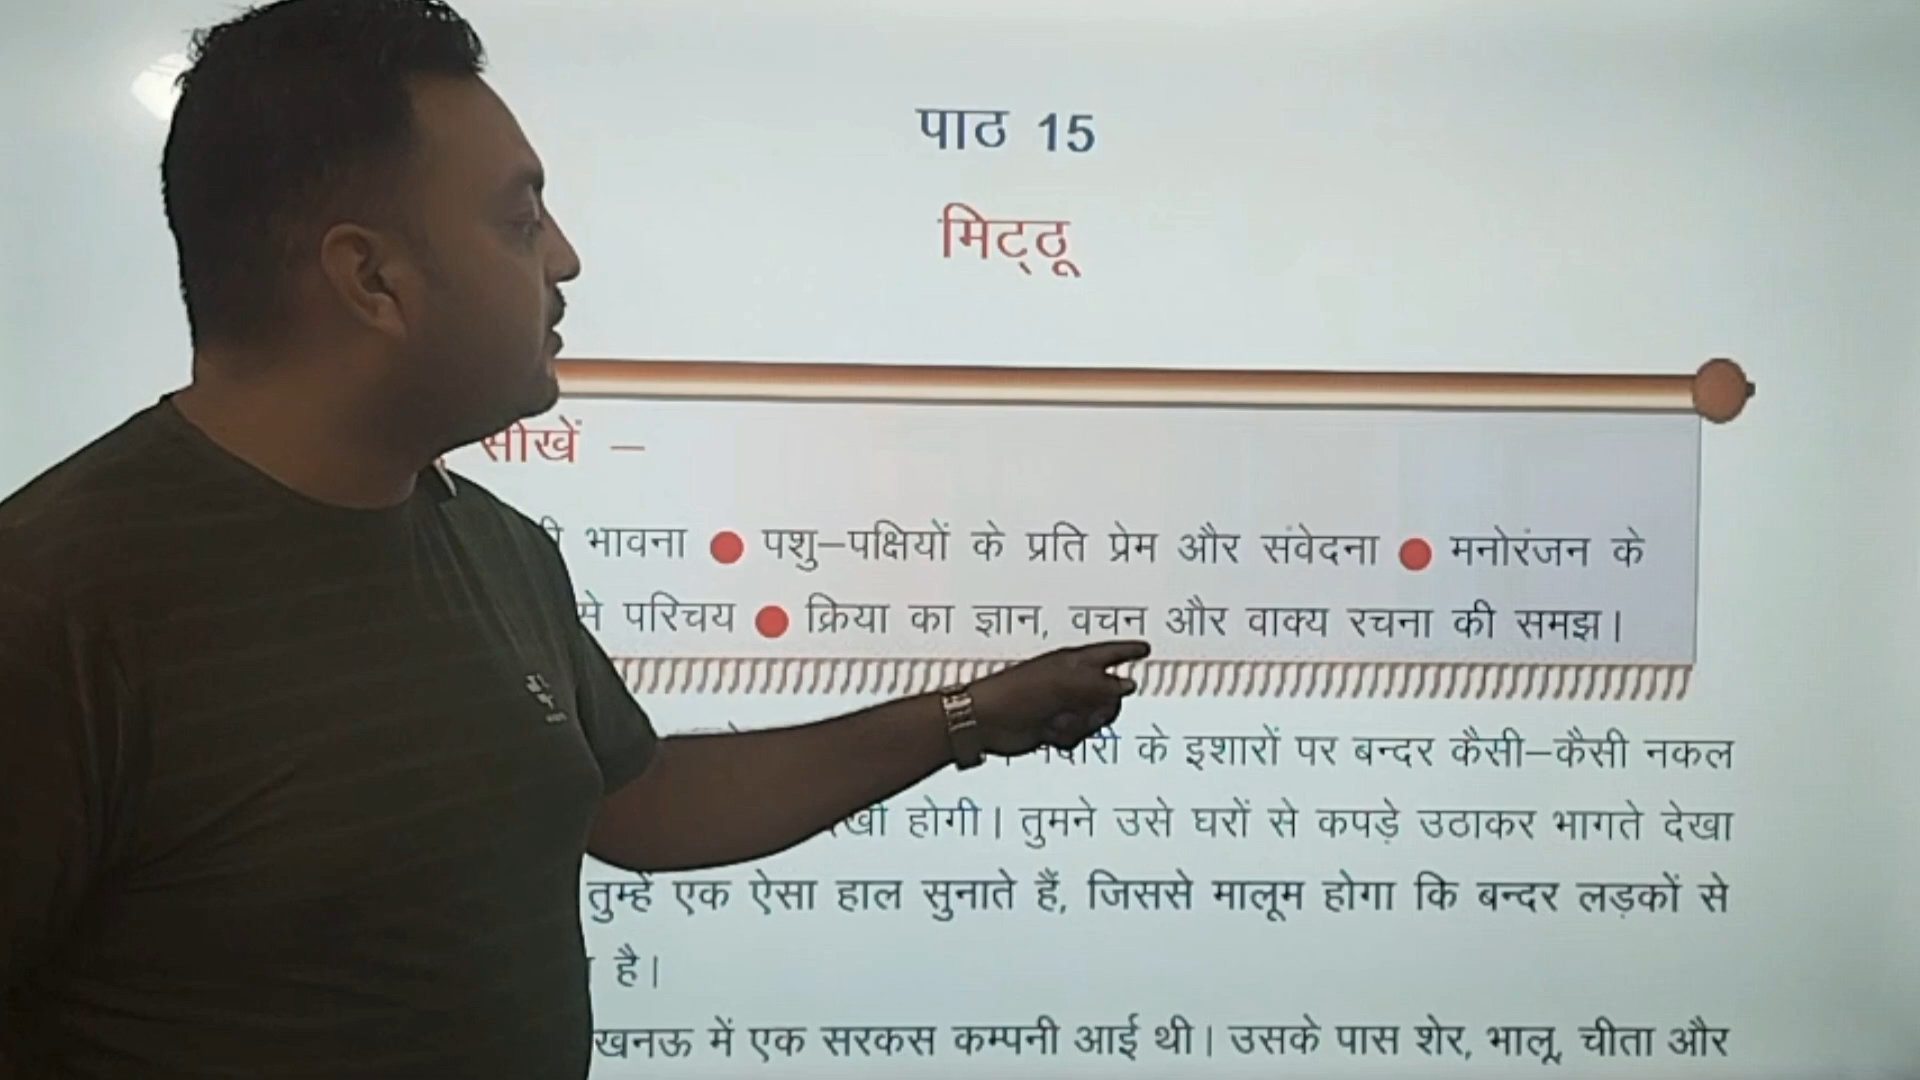 पाठ 15
मिट्ठू
सीखें –
भावना ● पशु–पक्षियों के प्रति प्रेम और संवेदना ● मनोरंजन के
से परिचय ● क्रिया का ज्ञान, वचन और वाक्य रचना की समझ।
के इशारों पर बन्दर कैसी–कैसी नकल
होगी। तुमने उसे घरों से कपड़े उठाकर भागते देखा
तुम्हें एक ऐसा हाल सुनाते हैं, जिससे मालूम होगा कि बन्दर लड़कों से
है।
खनऊ में एक सरकस कम्पनी आई थी। उसके पास शेर, भालू, चीता और